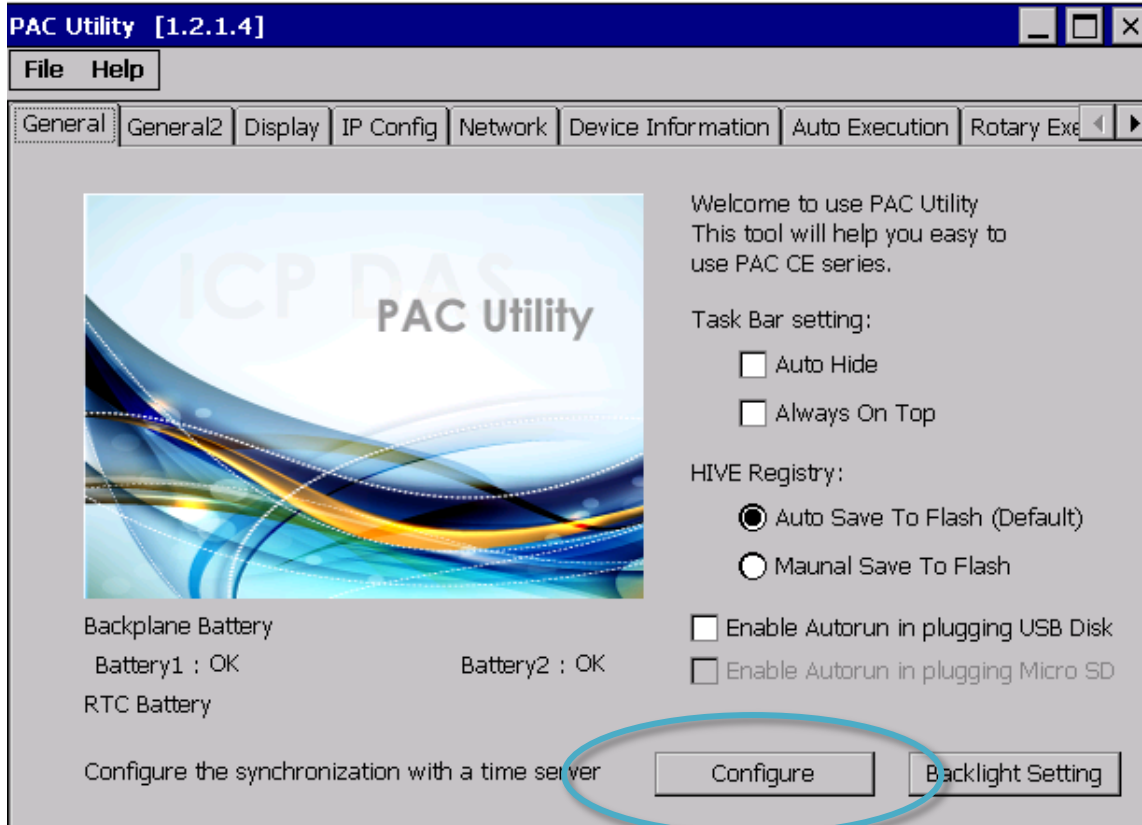 PAC Utility [1.2.1.4]
File Help
General General2 Display IP Config Network Device Information Auto Execution Rotary Exe
ICP DAS
PAC Utility
Welcome to use PAC Utility
This tool will help you easy to
use PAC CE series.
Task Bar setting:
Auto Hide
Always On Top
HIVE Registry:
Auto Save To Flash (Default)
Maunal Save To Flash
Enable Autorun in plugging USB Disk
Enable Autorun in plugging Micro SD
Backplane Battery
Battery1 : OK Battery2 : OK
RTC Battery
Configure the synchronization with a time server Configure Backlight Setting